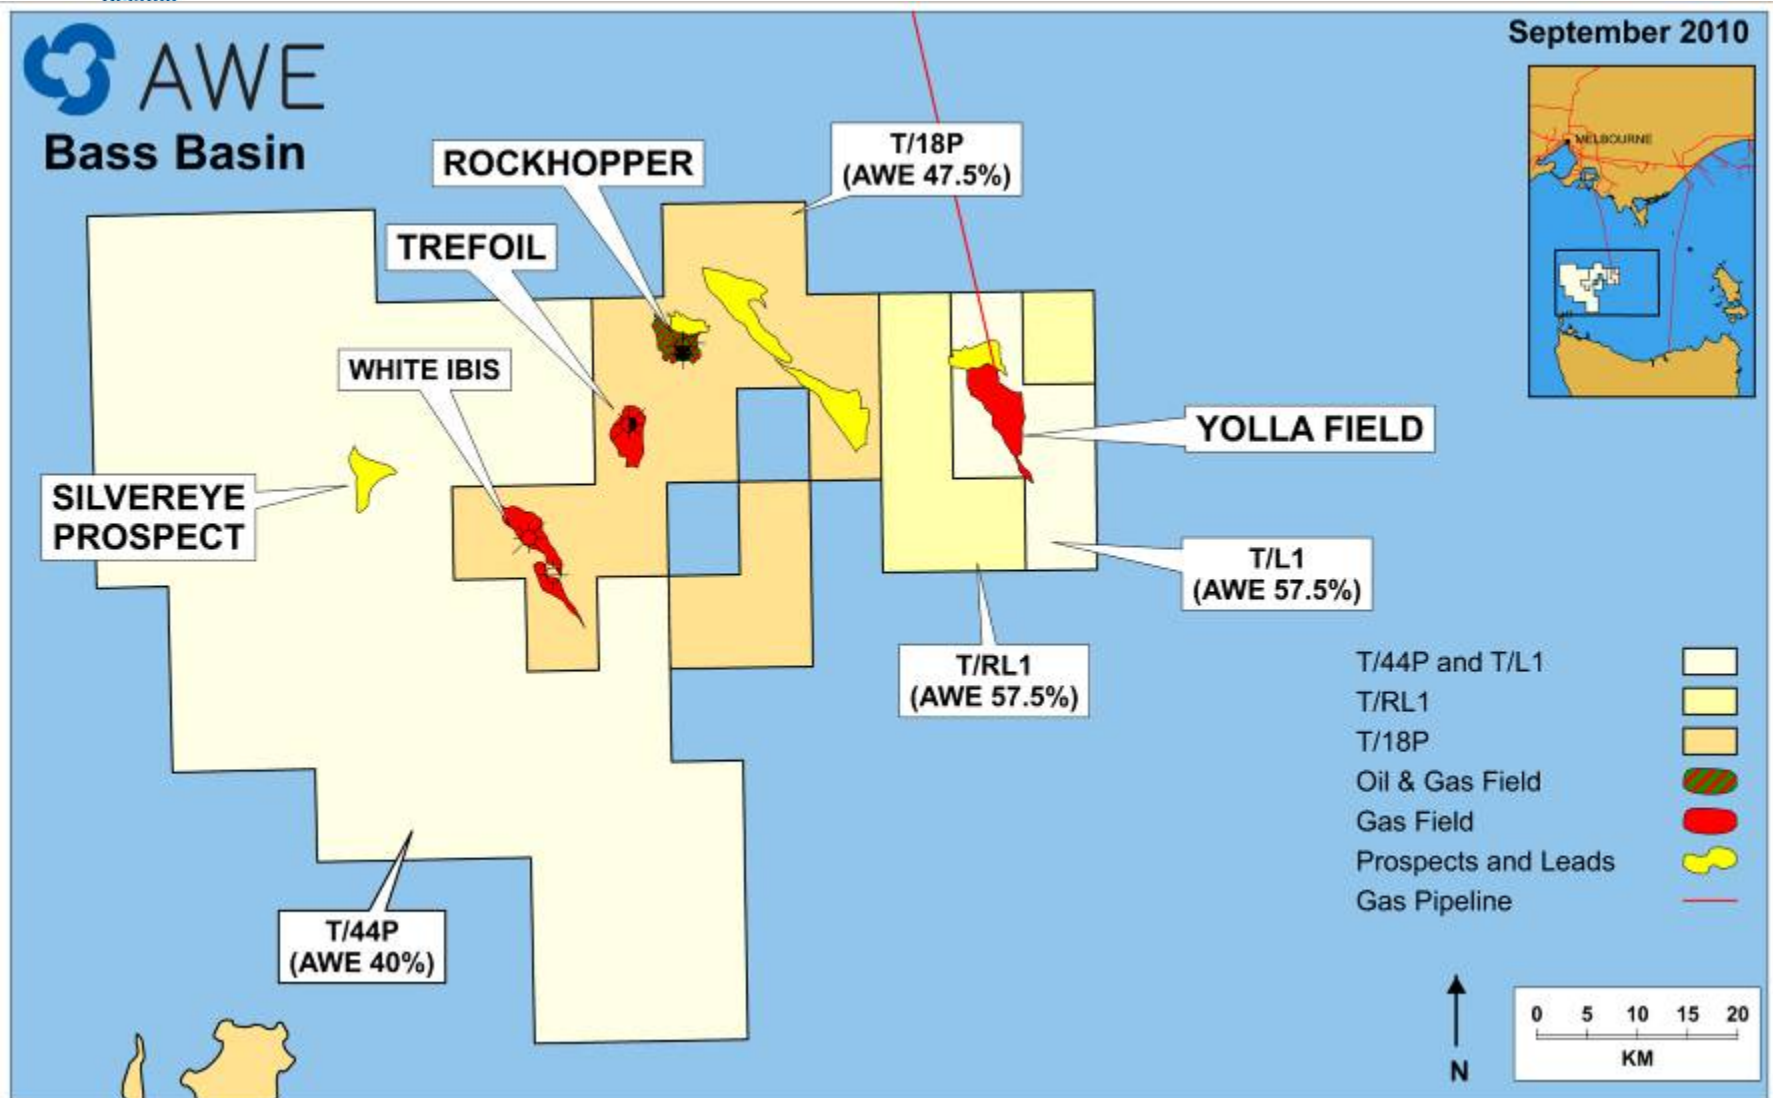 September 2010
AWE
Bass Basin
MELBOURNE
T/18P
(AWE 47.5%)
ROCKHOPPER
TREFOIL
WHITE IBIS
YOLLA FIELD
SILVEREYE
PROSPECT
T/L1
(AWE 57.5%)
T/RL1
(AWE 57.5%)
T/44P and T/L1
T/RL1
T/18P
Oil & Gas Field
Gas Field
Prospects and Leads
Gas Pipeline
T/44P
(AWE 40%)
0 5 10 15 20
KM
N